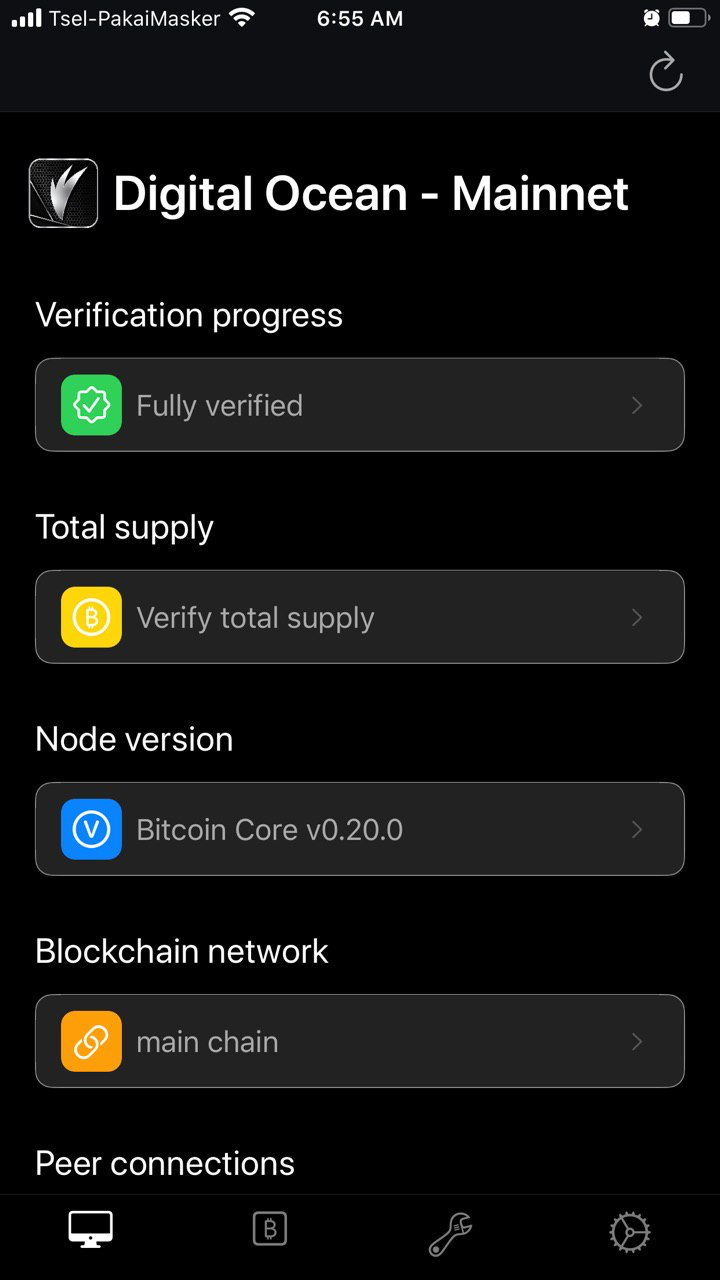 Tsel-PakaiMasker 6:55 AM
Digital Ocean - Mainnet
Verification progress
Fully verified
Total supply
Verify total supply
Node version
Bitcoin Core v0.20.0
Blockchain network
main chain
Peer connections